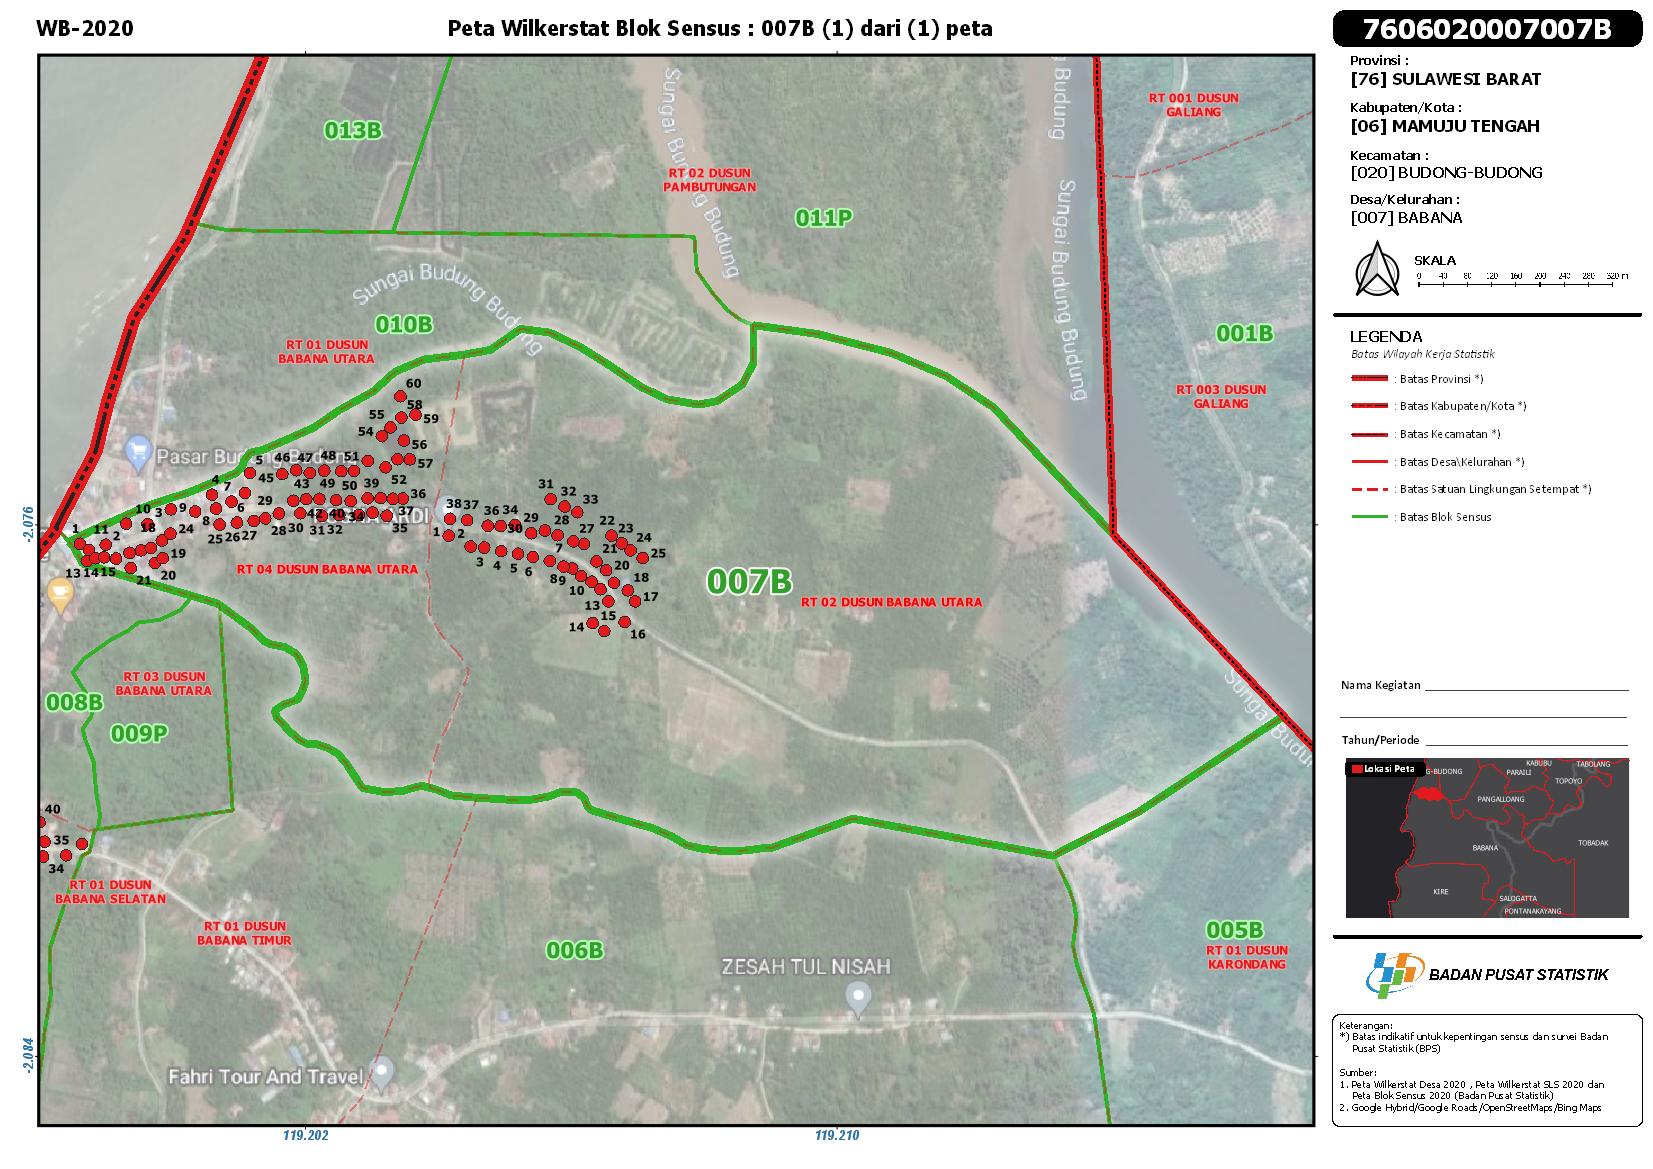 WB-2020
Peta Wilkerstat Blok Sensus : 007B (1) dari (1) peta
7606020007007B
Provinsi :
[76] SULAWESI BARAT
Kabupaten/Kota :
[06] MAMUJU TENGAH
Kecamatan :
[020] BUDONG-BUDONG
Desa/Kelurahan :
[007] BABANA
SKALA
0 40 80 120 160 200 240 280 320 m
LEGENDA
Batas Wilayah Kerja Statistik
: Batas Provinsi *)
: Batas Kabupaten/Kota *)
: Batas Kecamatan *)
: Batas Desa\Kelurahan *)
: Batas Satuan Lingkungan Setempat *)
: Batas Blok Sensus
Nama Kegiatan
Tahun/Periode
Lokasi Peta
G-BUDONG
KABUBU
TABOLANG
PARAILI
TOPOYO
PANGALLOANG
BABANA
TOBADAK
KIRE
SALOGATTA
PONTANAKAYANG
BADAN PUSAT STATISTIK
Keterangan:
*) Batas indikatif untuk kepentingan sensus dan survei Badan
Pusat Statistik (BPS)
Sumber:
1. Peta Wilkerstat Desa 2020 , Peta Wilkerstat SLS 2020 dan
Peta Blok Sensus 2020 (Badan Pusat Statistik)
2. Google Hybrid/Google Roads/OpenStreetMaps/Bing Maps
013B
RT 02 DUSUN
PAMBUTUNGAN
011P
RT 001 DUSUN
GALIANG
Sungai Budung Budung
g Budung
Sungai Budung Budung
Sungai Budung Budung
010B
RT 01 DUSUN
BABANA UTARA
001B
RT 003 DUSUN
GALIANG
Pasar Bu
60
58
55
59
54
56
57
5
46
47
48
51
45
43
49
50
39
52
36
4
7
29
6
10
3
9
8
18
24
25
26
27
28
30
42
31
40
32
34
37
35
1
11
2
13
14
15
19
20
21
RT 04 DUSUN BABANA UTARA
31
32
33
38
37
36
34
30
29
28
27
22
23
24
25
1
2
3
4
5
6
7
8
9
10
21
20
18
17
13
14
15
16
007B
RT 02 DUSUN BABANA UTARA
RT 03 DUSUN
BABANA UTARA
008B
009P
Sungai Budu
40
35
34
RT 01 DUSUN
BABANA SELATAN
RT 01 DUSUN
BABANA TIMUR
006B
005B
RT 01 DUSUN
KARONDANG
ZESAH TUL NISAH
Fahri Tour And Travel
-2.076
-2.084
119.202
119.210